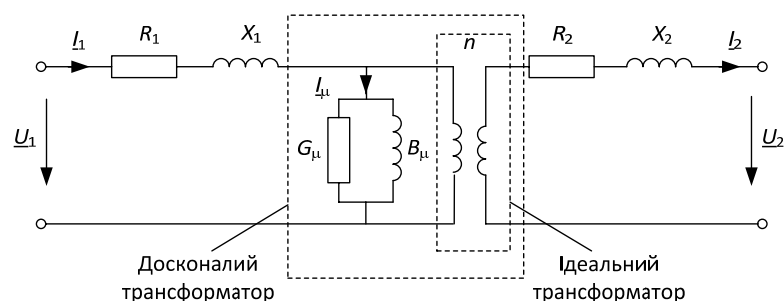 I1 R1 X1 n R2 X2 I2
Iμ
U1 Gμ Bμ U2
Досконалий трансформатор
Ідеальний трансформатор